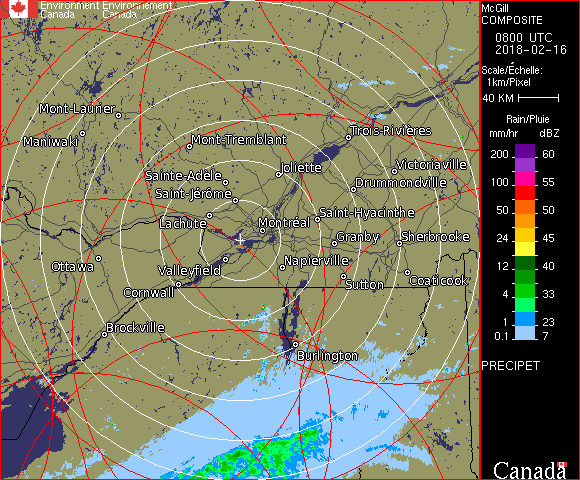 Environment Environnement
Canada Canada
McGill
COMPOSITE
0800 UTC
2018-02-16
Scale/Échelle:
1km/Pixel
40 KM
Rain/Pluie
mm/hr dBZ
200 60
100 55
50 50
24 45
12 40
4 33
1 23
0.1 7
PRECIPET
Canada
Mont-Laurier
Maniwaki
Mont-Tremblant
Trois-Rivières
Sainte-Adèle
Joliette
Victoriaville
Saint-Jérôme
Drummondville
Lachute
Montréal
Saint-Hyacinthe
Granby
Sherbrooke
Ottawa
Valleyfield
Napierville
Cornwall
Sutton
Coaticook
Brockville
Burlington